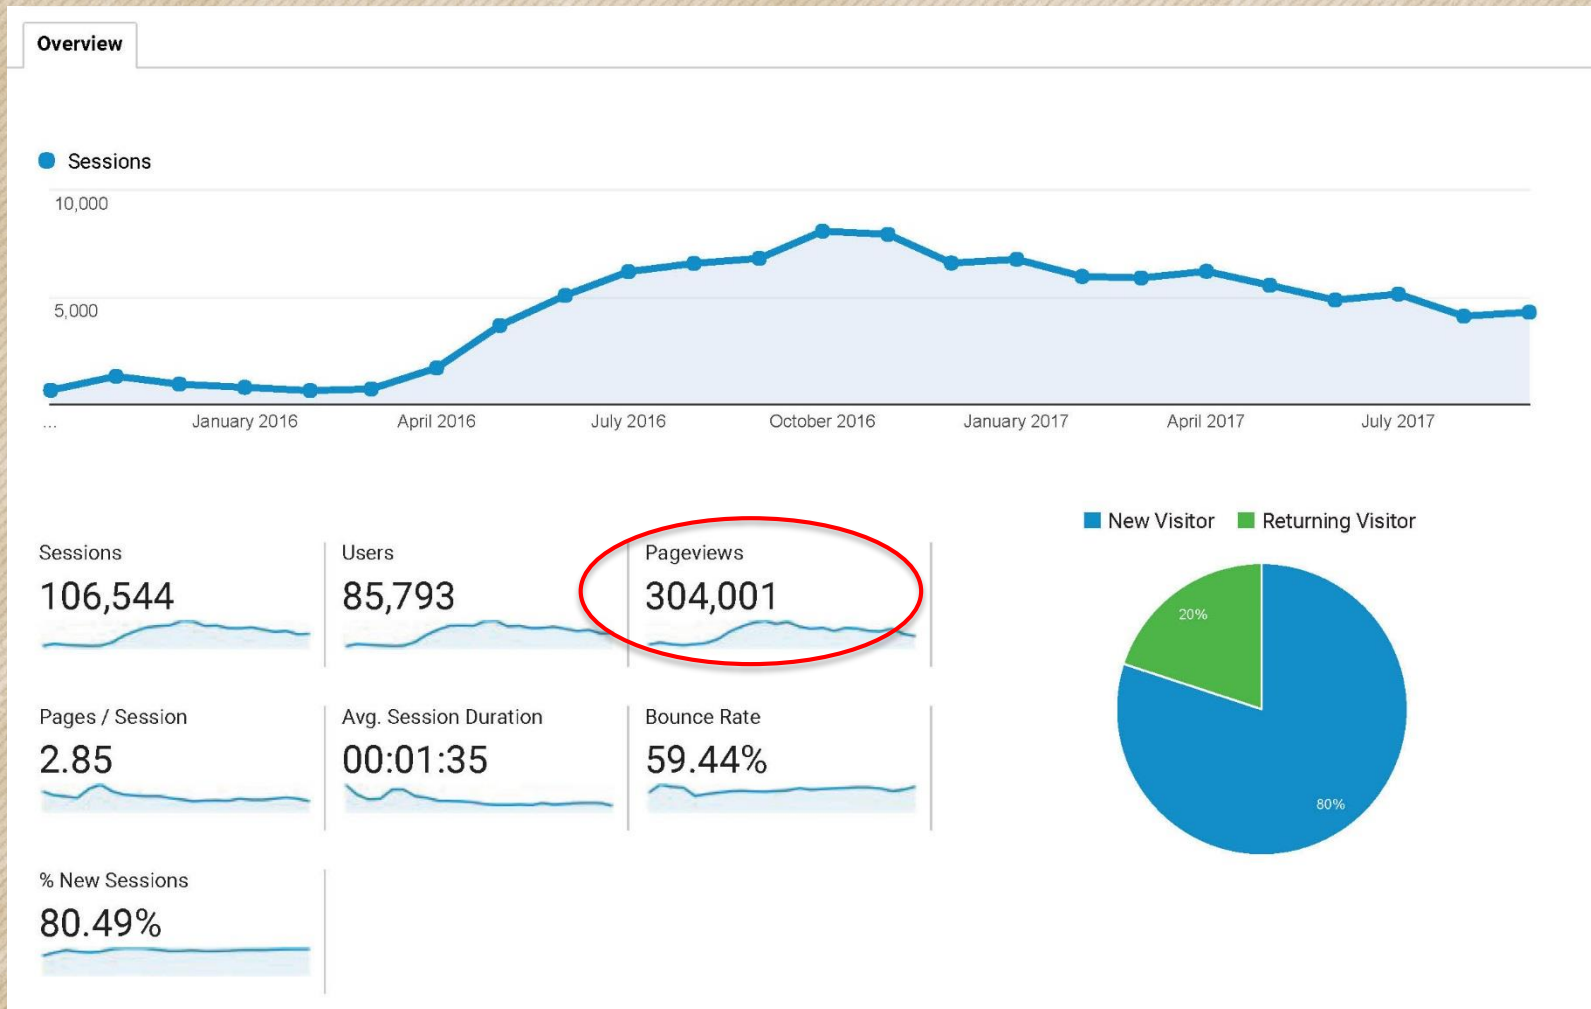 Overview
Sessions
10,000
5,000
...
January 2016
April 2016
July 2016
October 2016
January 2017
April 2017
July 2017
New Visitor
Returning Visitor
Sessions
106,544
Users
85,793
Pageviews
304,001
20%
80%
Pages / Session
2.85
Avg. Session Duration
00:01:35
Bounce Rate
59.44%
% New Sessions
80.49%